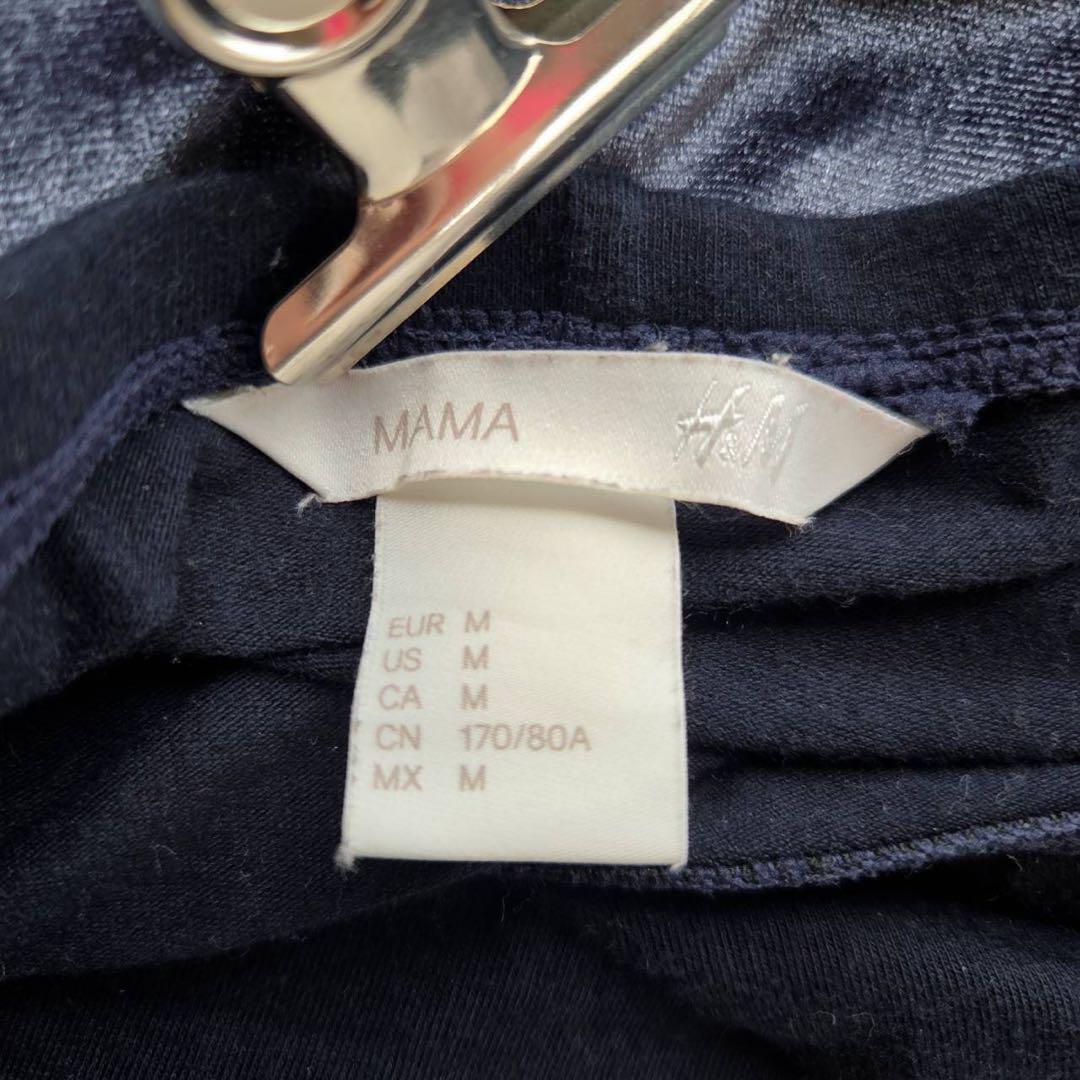 MAMA H&M
EUR M
US M
CA M
CN 170/80A
MX M